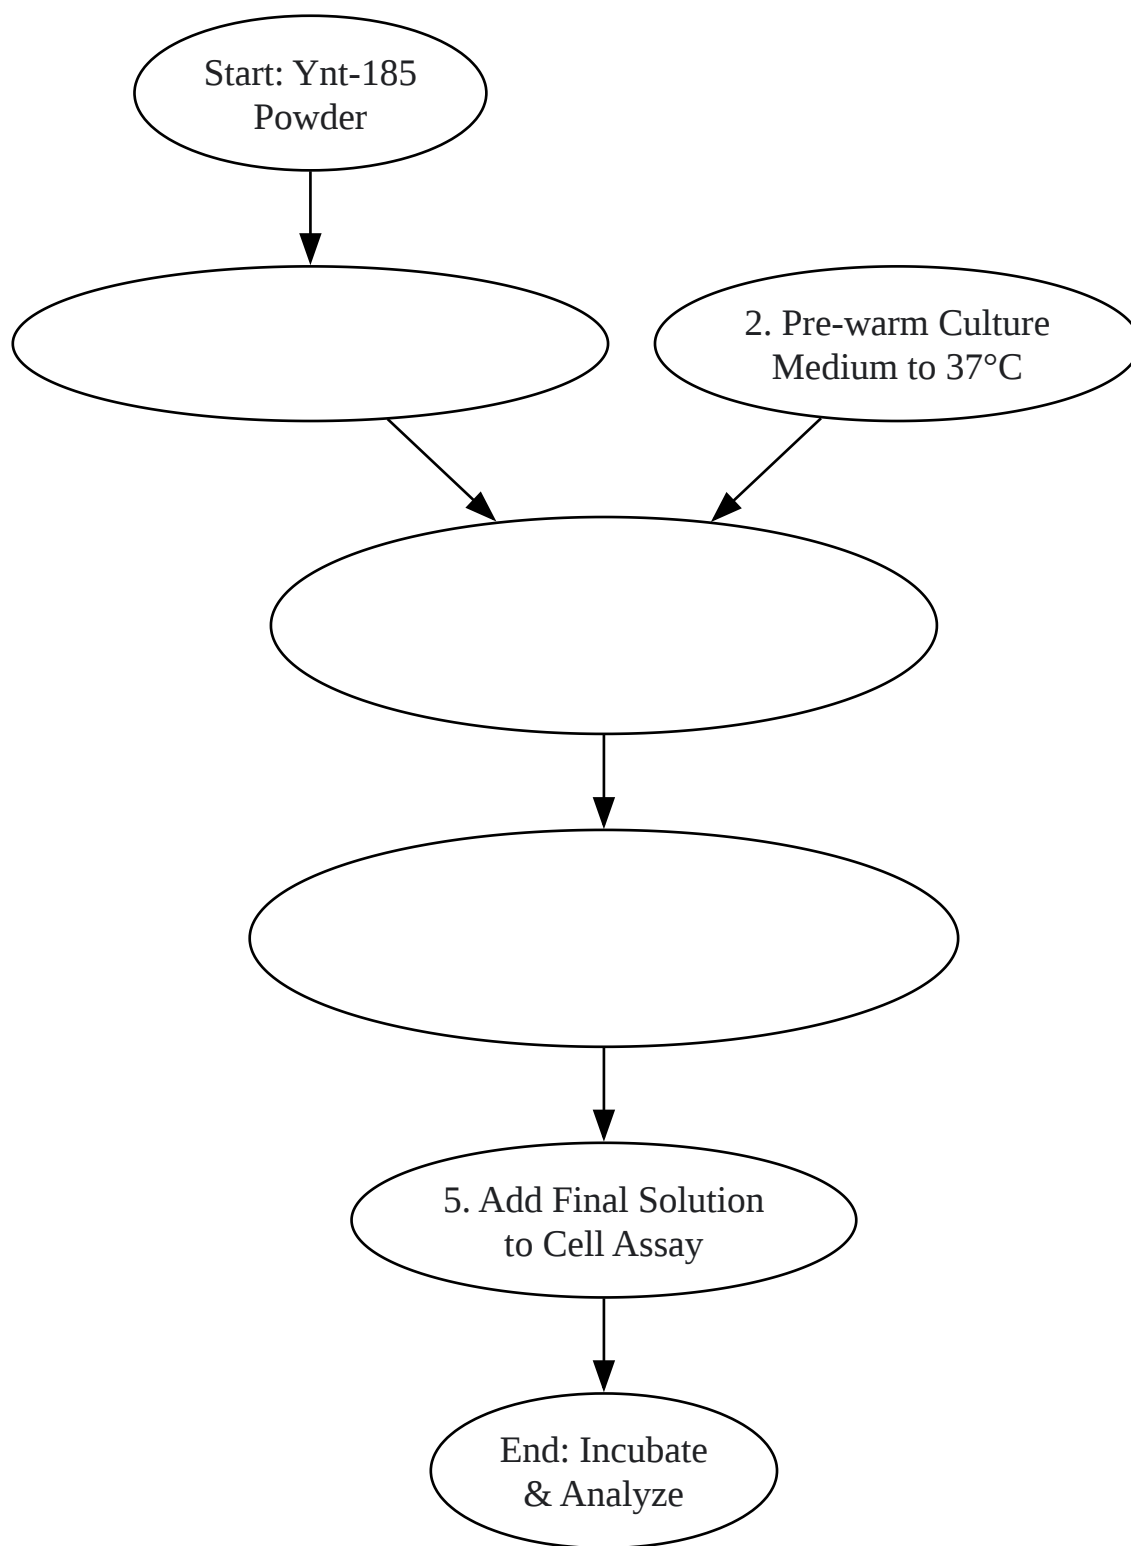 Start: Ynt-185
Powder
2. Pre-warm Culture
Medium to 37°C
5. Add Final Solution
to Cell Assay
End: Incubate
& Analyze